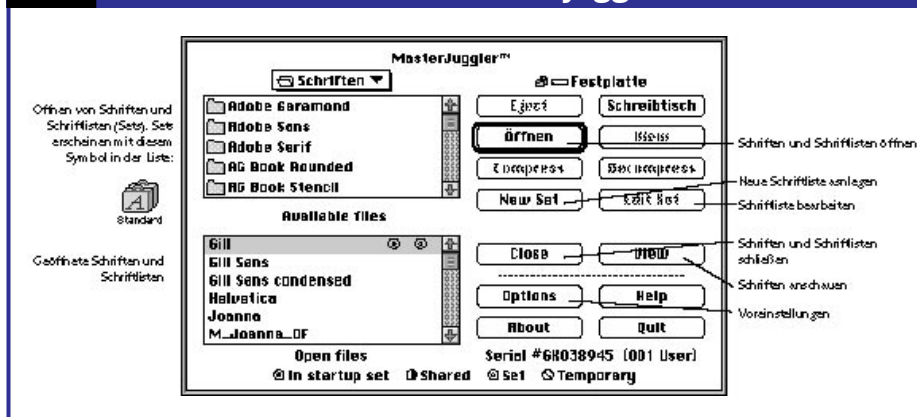 MasterJuggler™
Schriften ▼
Festplatte
Öffnen von Schriften und
Schriftlisten (Sets). Sets
erscheinen mit diesem
Symbol in der Liste:
Standard
Geöffnete Schriften und
Schriftlisten
Adobe Garamond
Adobe Sans
Adobe Serif
AG Book Rounded
AG Book Stencil
Available files
Gill
Gill Sans
Gill Sans condensed
Helvetica
Joanna
M_Joanna_OF
Open files
Eject
Schreibtisch
Öffnen
Compress
Decompress
New Set
Edit Set
Close
View
Options
Help
About
Quit
Serial #GK038945 (001 User)
In startup set
Shared
Set
Temporary
Schriften und Schriftlisten öffnen
Neue Schriftliste anlegen
Schriftliste bearbeiten
Schriften und Schriftlisten
schließen
Schriften anschauen
Voreinstellungen